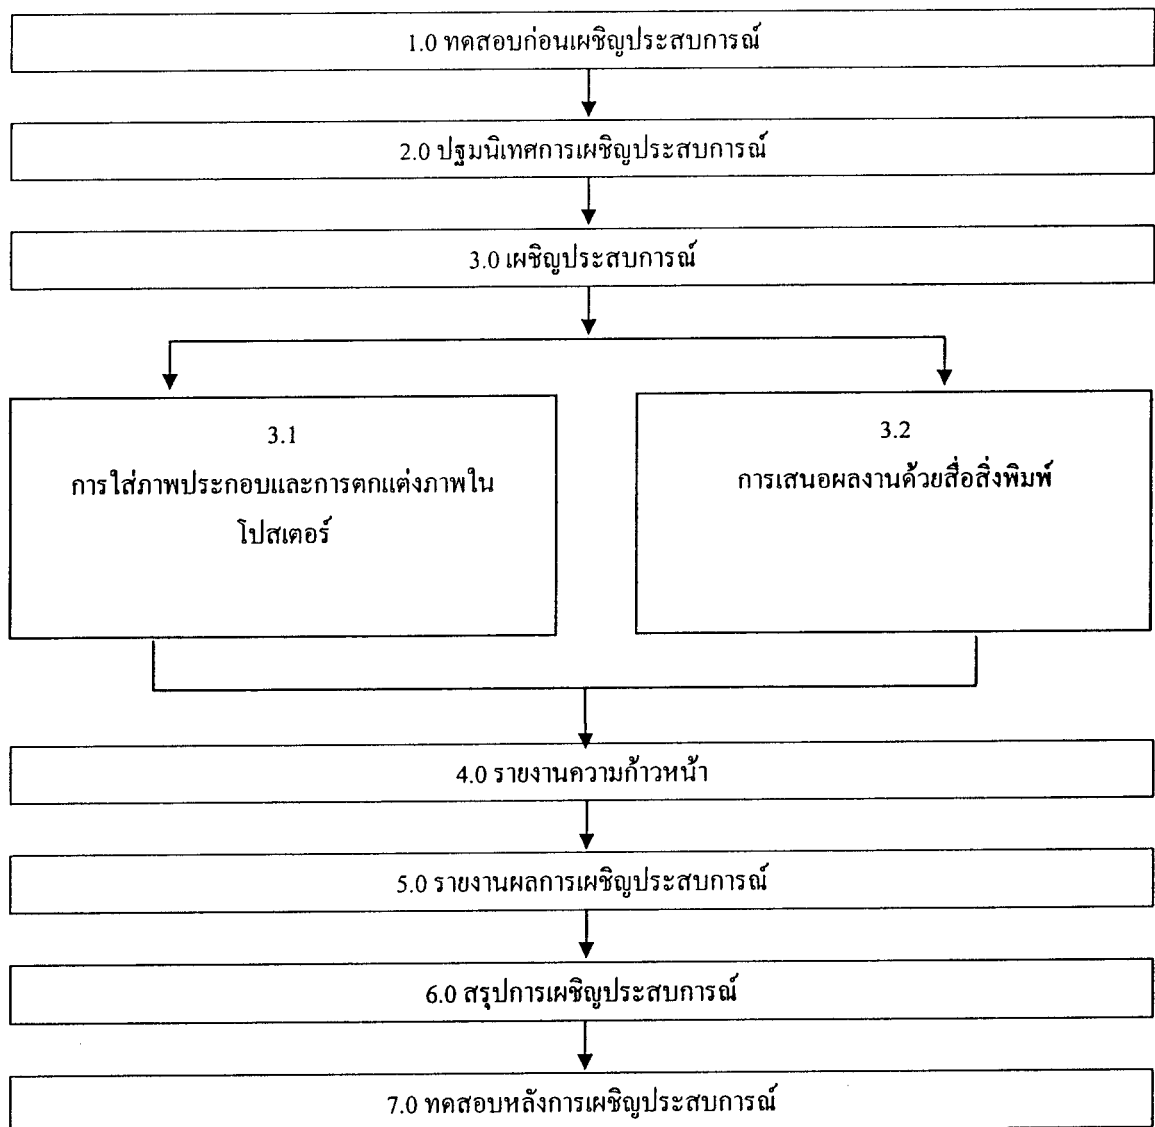 1.0 ทดสอบก่อนเผชิญประสบการณ์
2.0 ปฐมนิเทศการเผชิญประสบการณ์
3.0 เผชิญประสบการณ์
3.1
การใส่ภาพประกอบและการตกแต่งภาพใน
โปสเตอร์
3.2
การเสนอผลงานด้วยสื่อสิ่งพิมพ์
4.0 รายงานความก้าวหน้า
5.0 รายงานผลการเผชิญประสบการณ์
6.0 สรุปการเผชิญประสบการณ์
7.0 ทดสอบหลังการเผชิญประสบการณ์